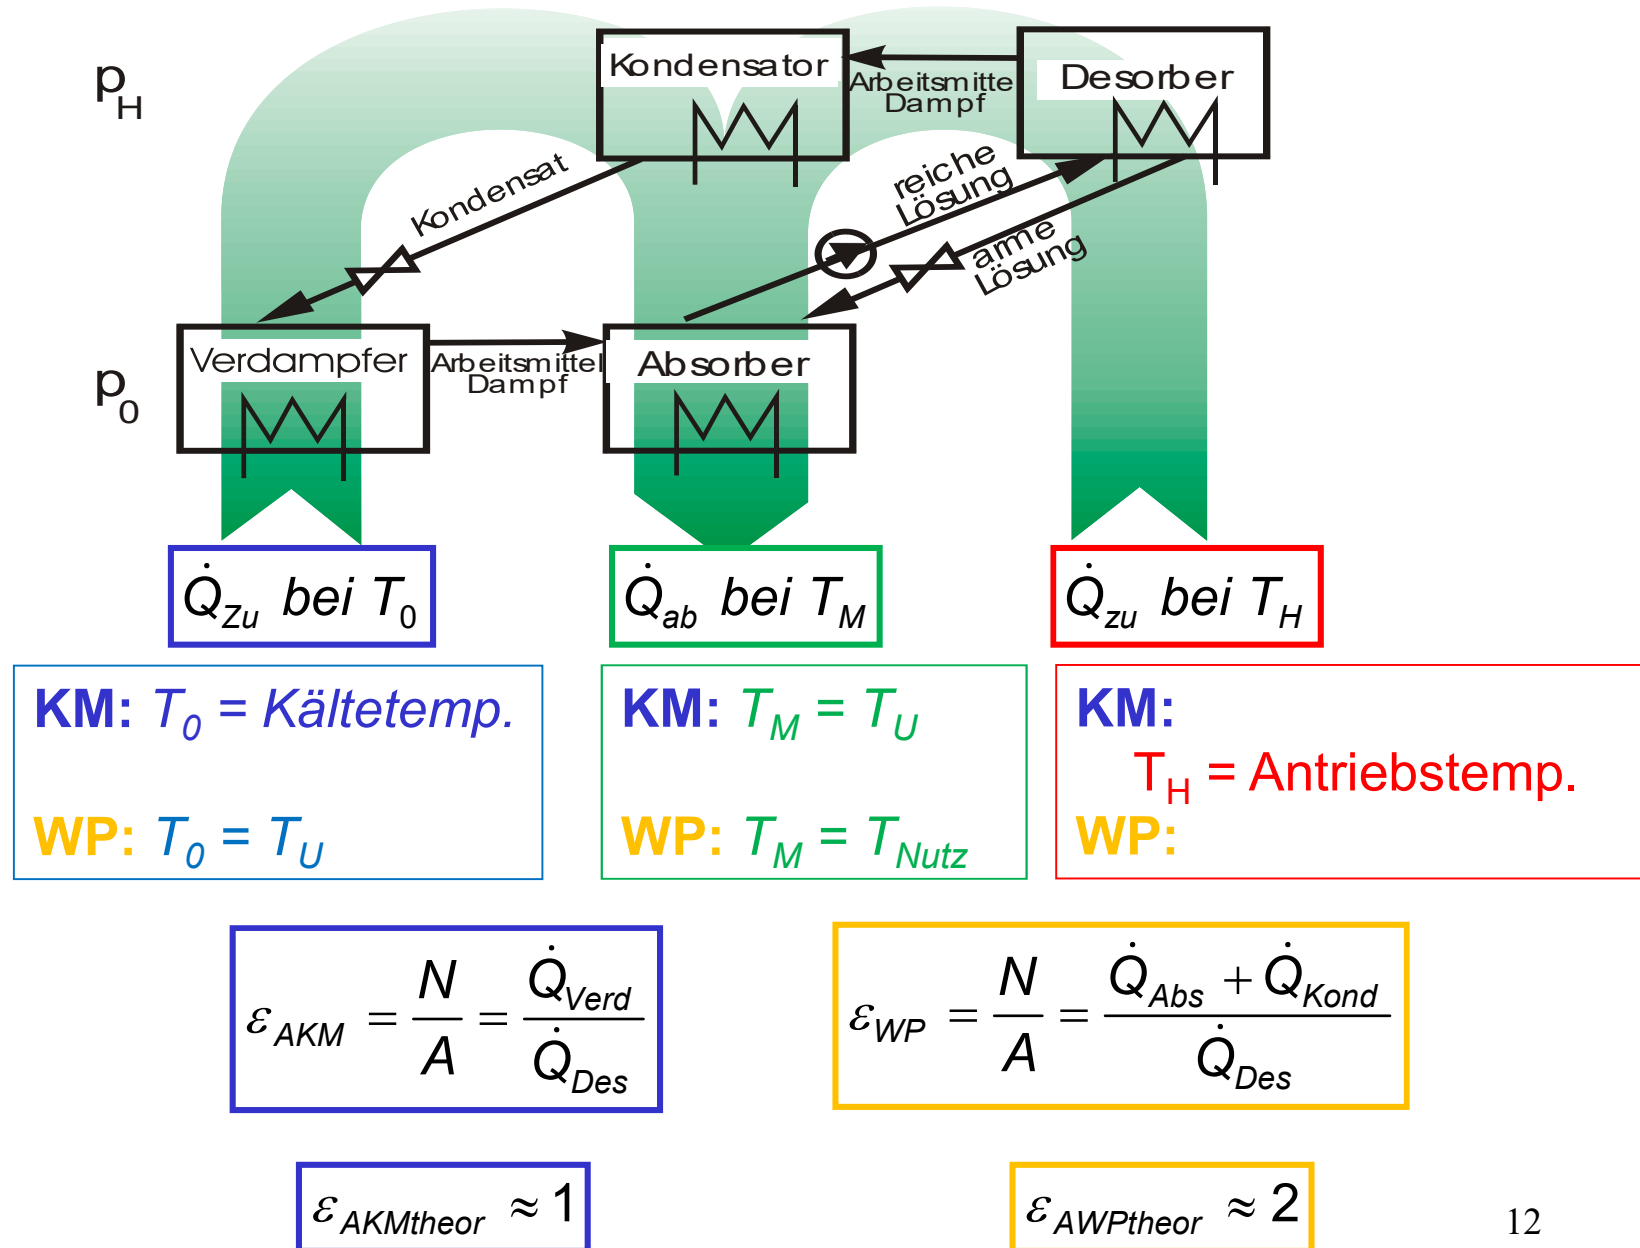 p_H
Kondensator
Arbeitsmittel
Dampf
Desorber
Kondensat
reiche
Lösung
arme
Lösung
p_0
Verdampfer
Arbeitsmittel
Dampf
Absorber
Q̇_Zu bei T_0
Q̇_ab bei T_M
Q̇_zu bei T_H
KM: T_0 = Kältetemp.
WP: T_0 = T_U
KM: T_M = T_U
WP: T_M = T_Nutz
KM:
T_H = Antriebstemp.
WP:
ε_AKM = N/A = Q̇_Verd/Q̇_Des
ε_WP = N/A = (Q̇_Abs + Q̇_Kond)/Q̇_Des
ε_AKMtheor ≈ 1
ε_AWPtheor ≈ 2
12